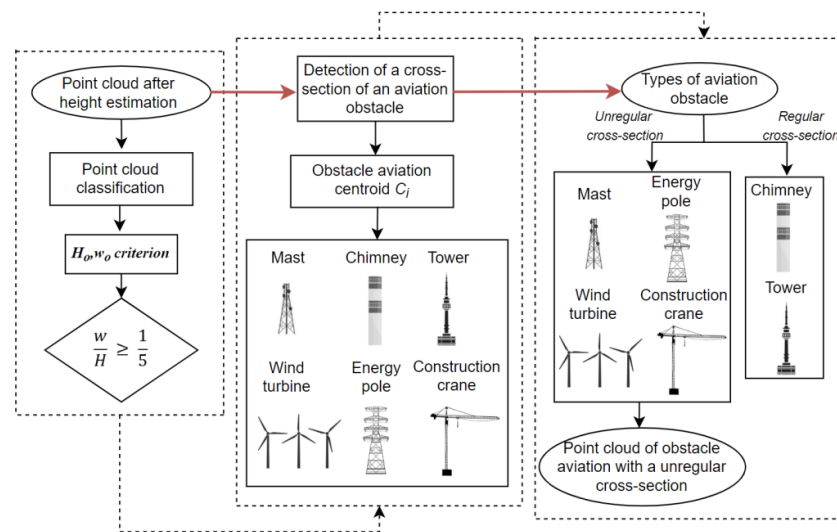 Point cloud after
height estimation
Point cloud
classification
Hₒ,wₒ criterion
w/H ≥ 1/5
Detection of a cross-
section of an aviation
obstacle
Obstacle aviation
centroid Cᵢ
Mast
Chimney
Tower
Wind
turbine
Energy
pole
Construction
crane
Types of aviation
obstacle
Unregular
cross-section)
Regular
cross-section)
Mast
Energy
pole
Wind
turbine
Construction
crane
Chimney
Tower
Point cloud of obstacle
aviation with a unregular
cross-section